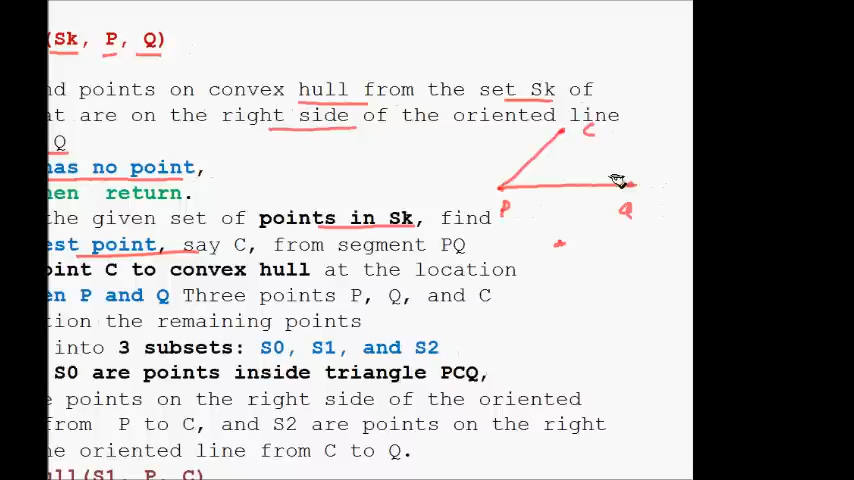 (Sk, P, Q)
nd points on convex hull from the set Sk of
at are on the right side of the oriented line
Q
has no point,
hen return.
the given set of points in Sk, find
est point, say C, from segment PQ
oint C to convex hull at the location
en P and Q Three points P, Q, and C
tion the remaining points
into 3 subsets: S0, S1, and S2
S0 are points inside triangle PCQ,
e points on the right side of the oriented
from P to C, and S2 are points on the right
he oriented line from C to Q.
ull(S1, P, C)
C
P
Q